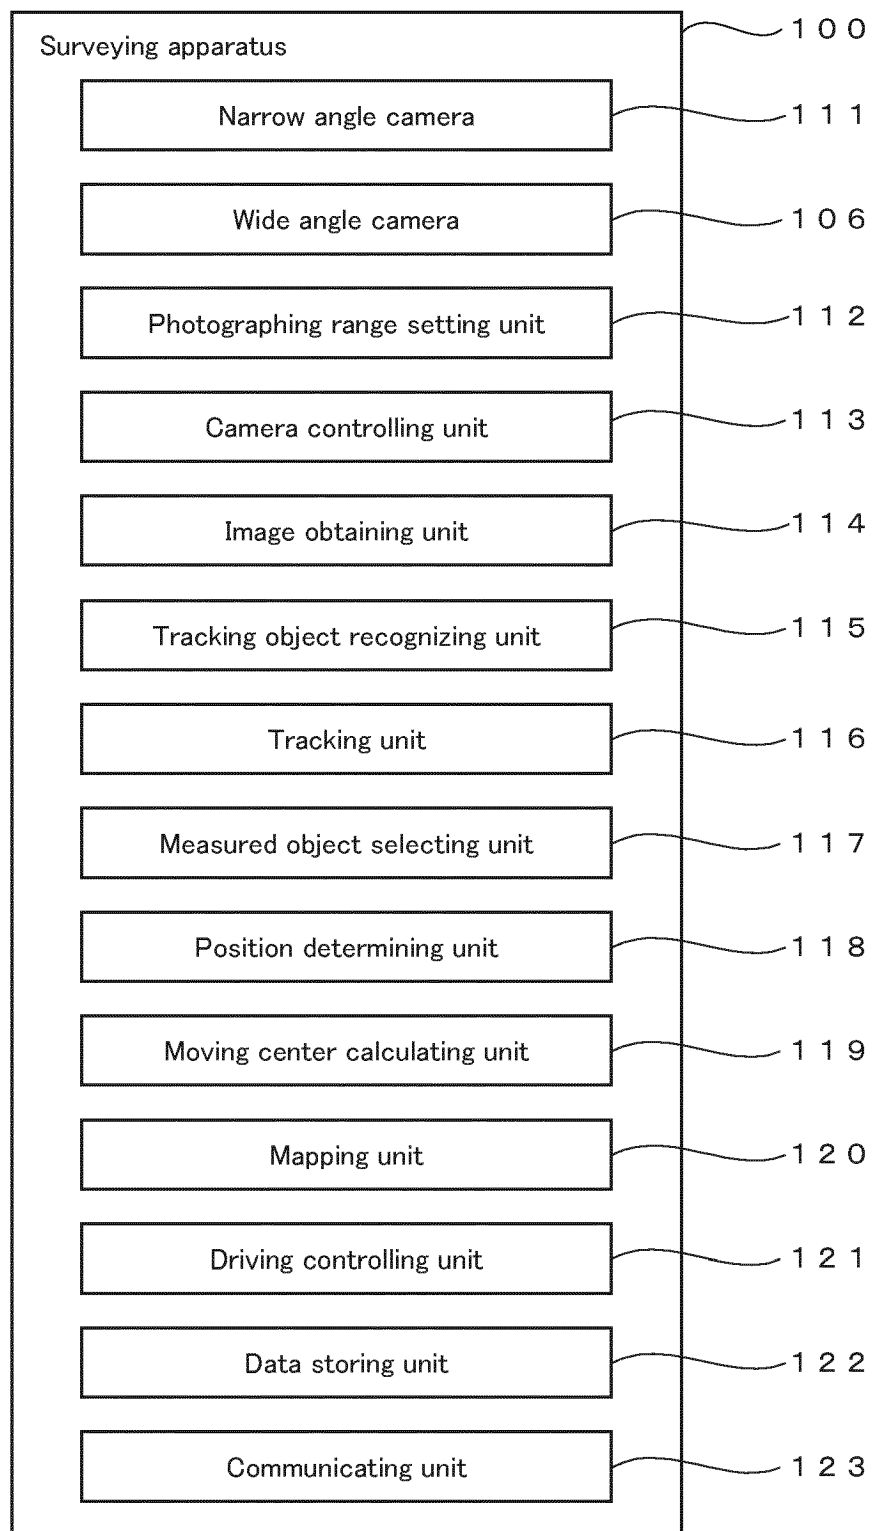 Surveying apparatus １００
Narrow angle camera １１１
Wide angle camera １０６
Photographing range setting unit １１２
Camera controlling unit １１３
Image obtaining unit １１４
Tracking object recognizing unit １１５
Tracking unit １１６
Measured object selecting unit １１７
Position determining unit １１８
Moving center calculating unit １１９
Mapping unit １２０
Driving controlling unit １２１
Data storing unit １２２
Communicating unit １２３